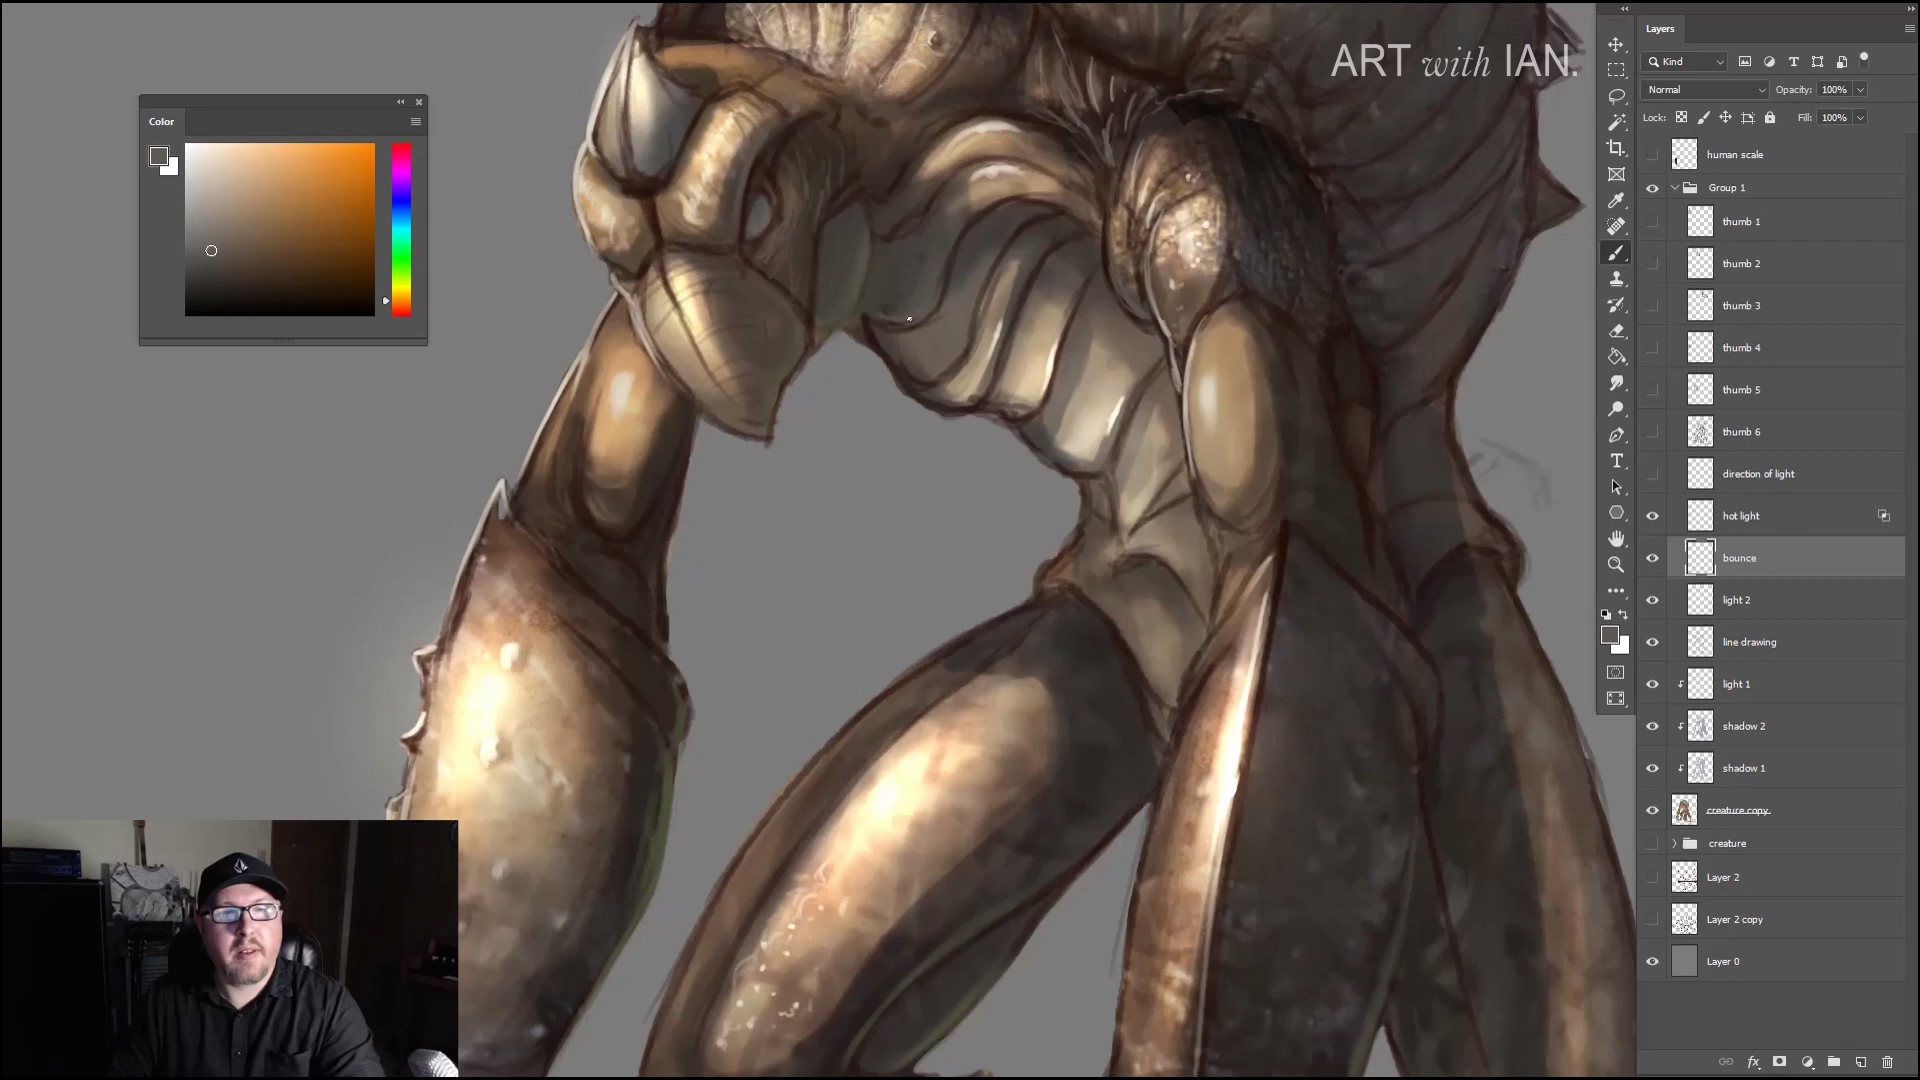 ART with IAN.
Color
Layers
Kind
Normal
Opacity: 100%
Lock:
Fill: 100%
human scale
Group 1
thumb 1
thumb 2
thumb 3
thumb 4
thumb 5
thumb 6
direction of light
hot light
bounce
light 2
line drawing
light 1
shadow 2
shadow 1
creature copy
creature
Layer 2
Layer 2 copy
Layer 0